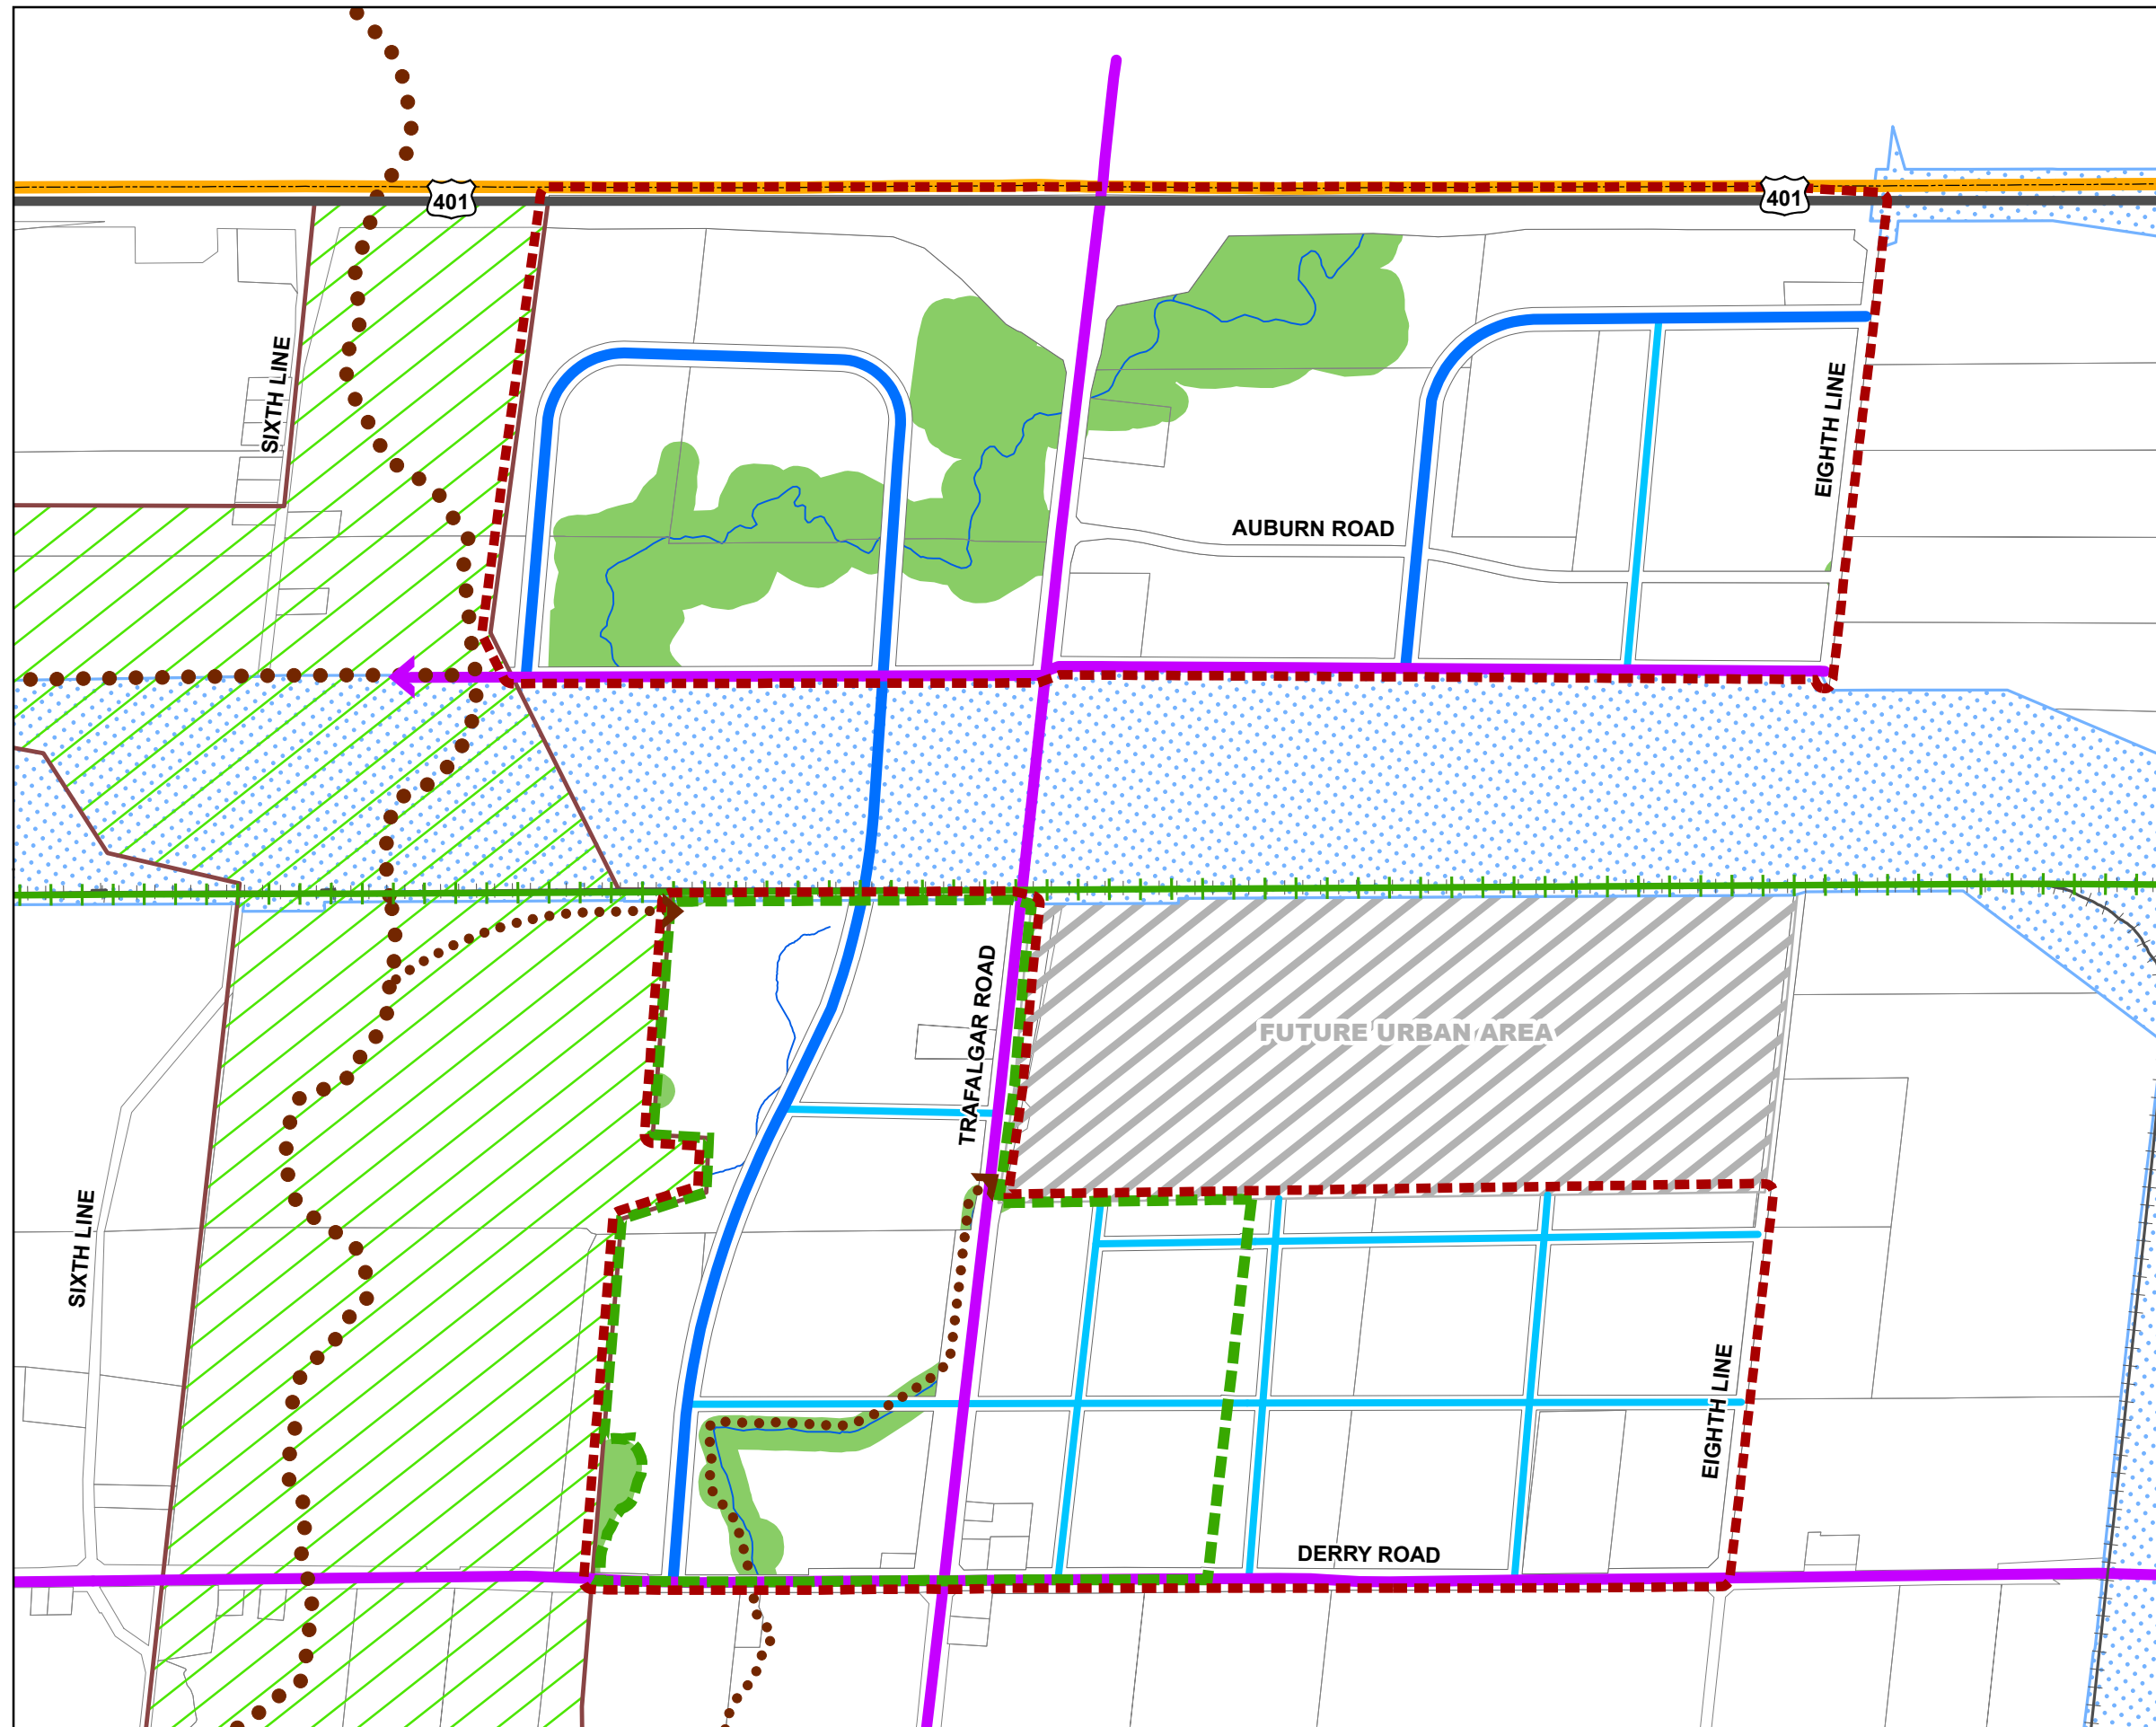 401
401
SIXTH LINE
EIGHTH LINE
AUBURN ROAD
TRAFALGAR ROAD
FUTURE URBAN AREA
SIXTH LINE
EIGHTH LINE
DERRY ROAD